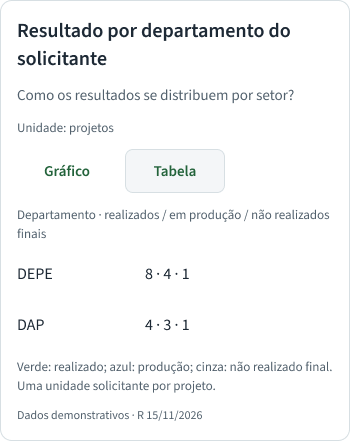 Resultado por departamento do
solicitante
Como os resultados se distribuem por setor?
Unidade: projetos
Gráfico Tabela
Departamento · realizados / em produção / não realizados
finais
DEPE 8 · 4 · 1
DAP 4 · 3 · 1
Verde: realizado; azul: produção; cinza: não realizado final.
Uma unidade solicitante por projeto.
Dados demonstrativos · R 15/11/2026